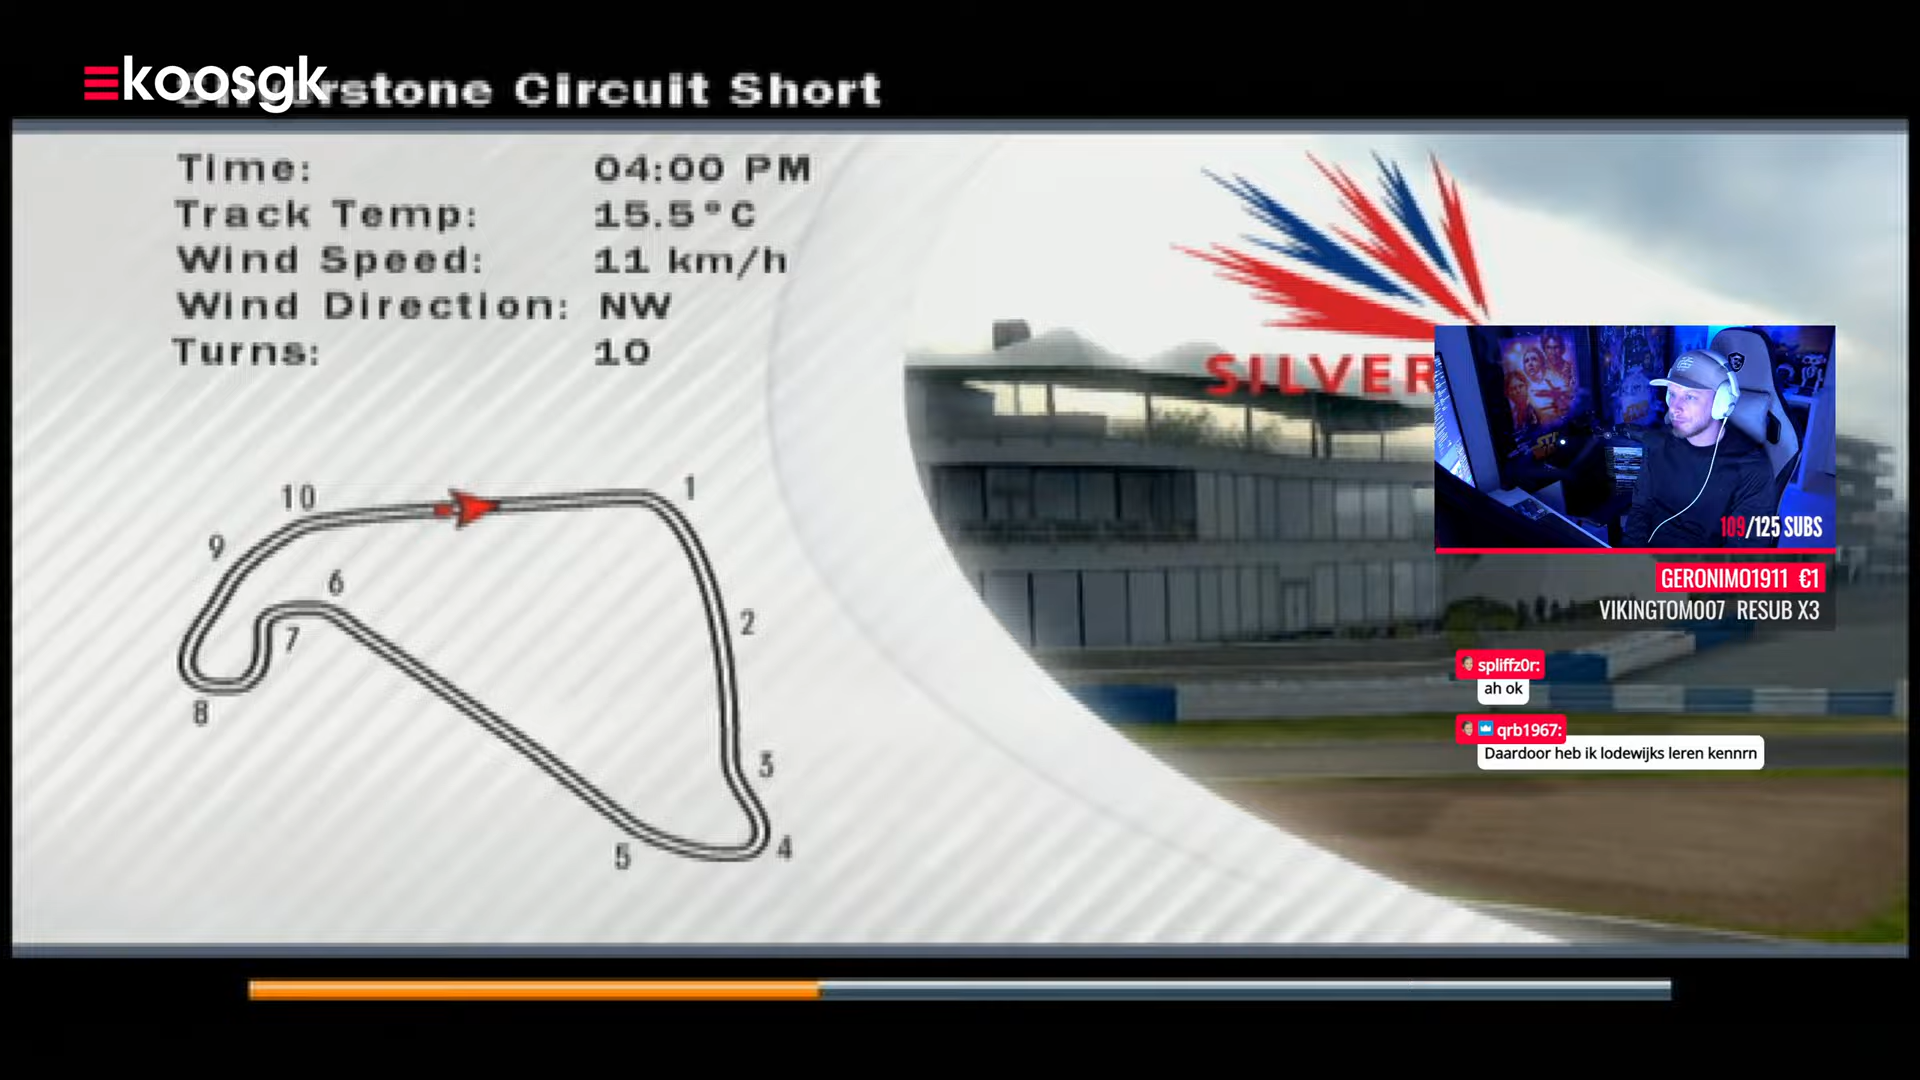 koosgk
Silverstone Circuit Short
Time: 04:00 PM
Track Temp: 15.5°C
Wind Speed: 11 km/h
Wind Direction: NW
Turns: 10
1
2
3
4
5
6
7
8
9
10
SILVER
109/125 SUBS
GERONIMO1911 €1
VIKINGTOM007 RESUB X3
spliffz0r:
ah ok
qrb1967:
Daardoor heb ik lodewijks leren kennrn